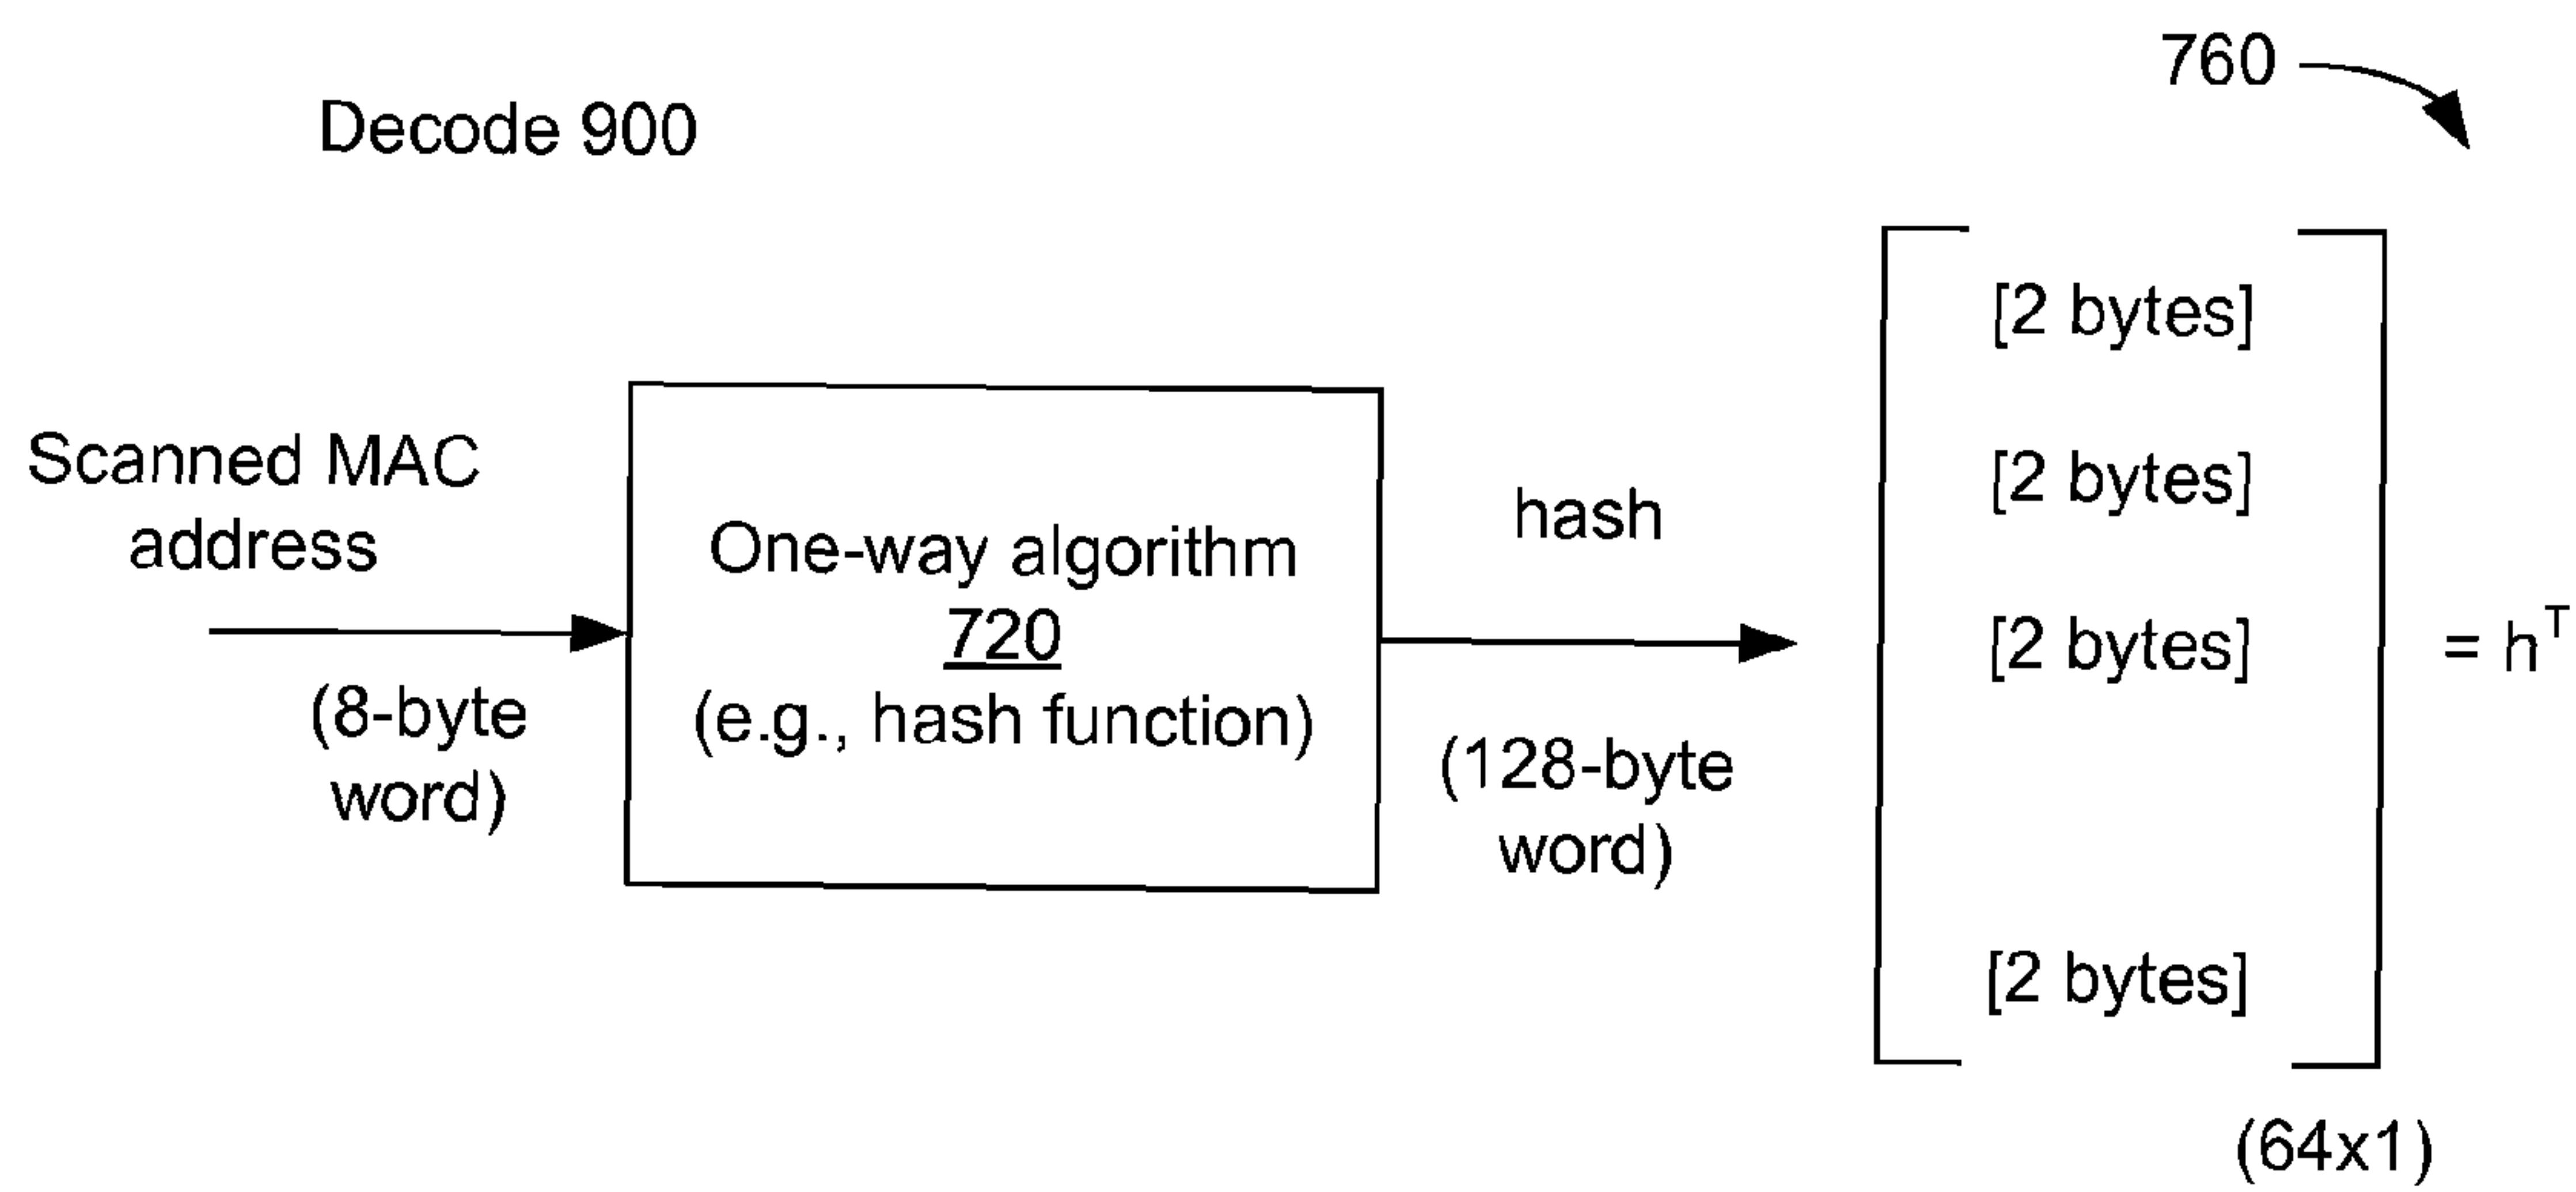 760
Decode 900
Scanned MAC
address
(8-byte
word)
One-way algorithm
720
(e.g., hash function)
hash
(128-byte
word)
[2 bytes]
[2 bytes]
[2 bytes]
[2 bytes]
= hᵀ
(64x1)